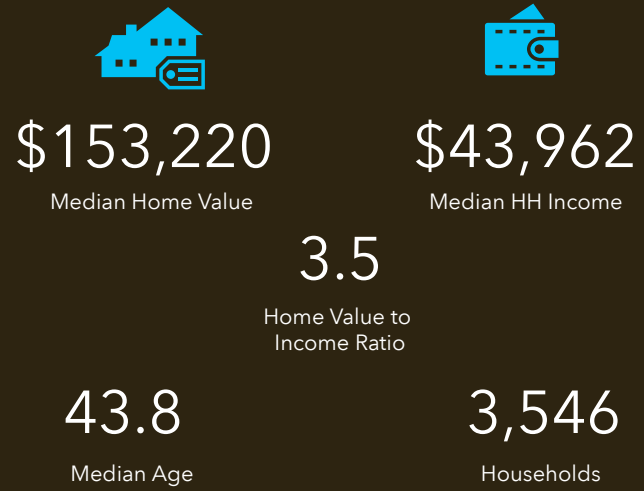 $153,220
Median Home Value
$43,962
Median HH Income
3.5
Home Value to
Income Ratio
43.8
Median Age
3,546
Households